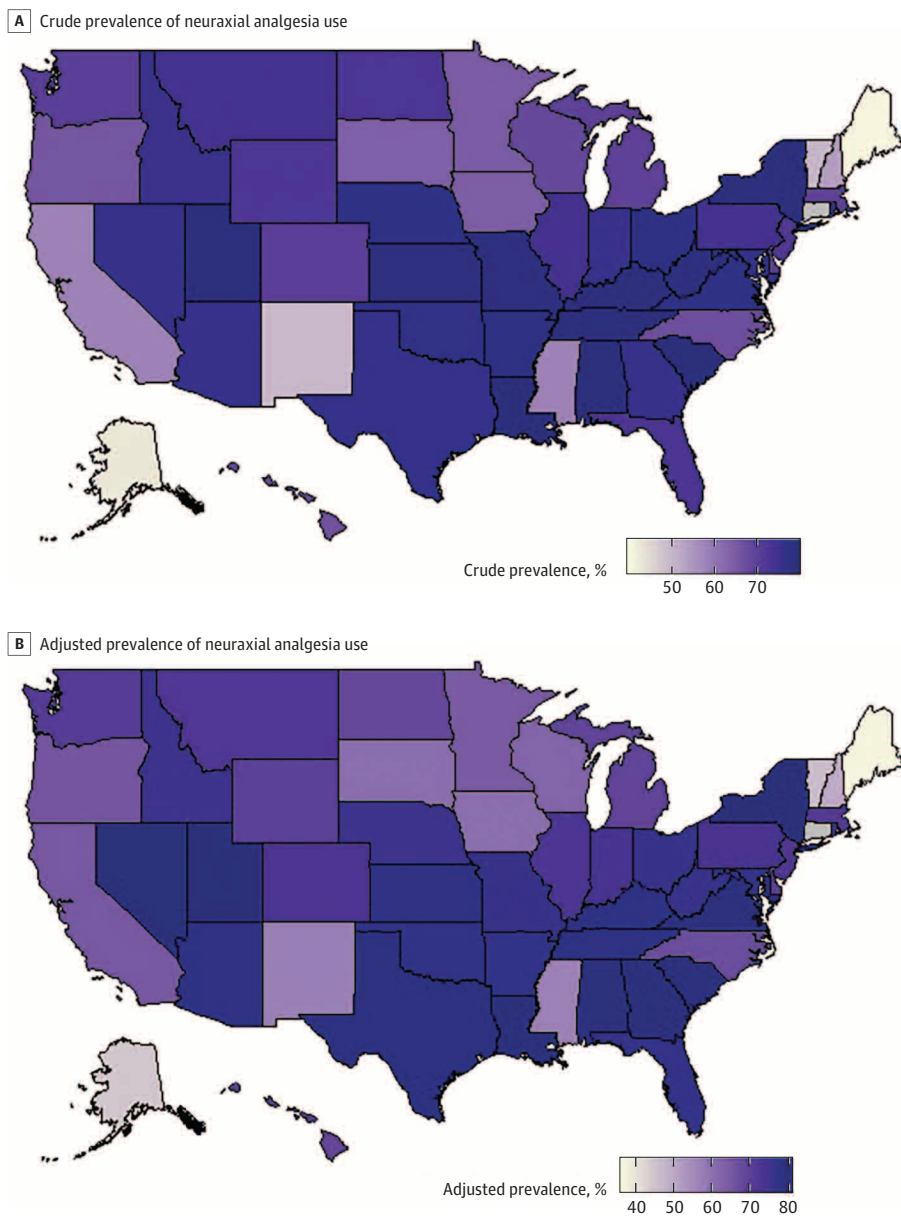 A Crude prevalence of neuraxial analgesia use
Crude prevalence, %
50 60 70
B Adjusted prevalence of neuraxial analgesia use
Adjusted prevalence, %
40 50 60 70 80